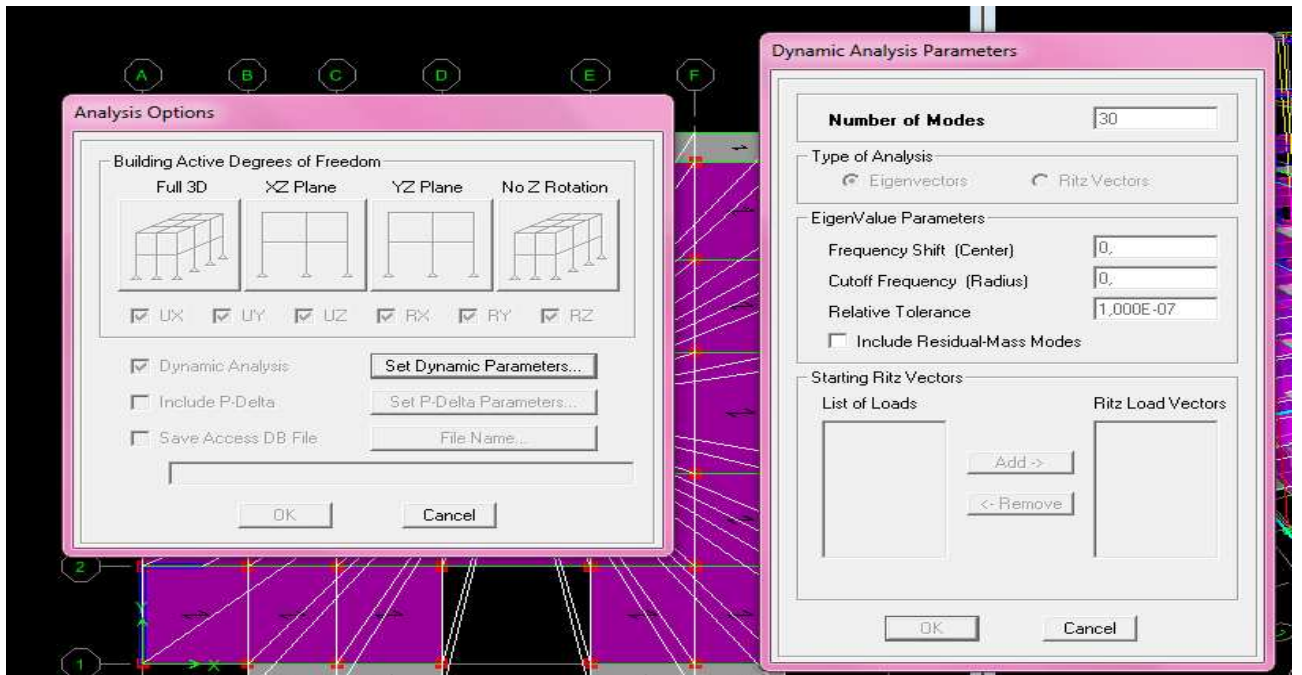 A B C D E F
Analysis Options
Building Active Degrees of Freedom
Full 3D XZ Plane YZ Plane No Z Rotation
UX UY UZ RX RY RZ
Dynamic Analysis Set Dynamic Parameters...
Include P-Delta Set P-Delta Parameters...
Save Access DB File File Name...
OK Cancel
2
Y
1 X
Dynamic Analysis Parameters
Number of Modes 30
Type of Analysis
Eigenvectors Ritz Vectors
EigenValue Parameters
Frequency Shift (Center) 0,
Cutoff Frequency (Radius) 0,
Relative Tolerance 1,000E-07
Include Residual-Mass Modes
Starting Ritz Vectors
List of Loads Ritz Load Vectors
Add ->
<- Remove
OK Cancel